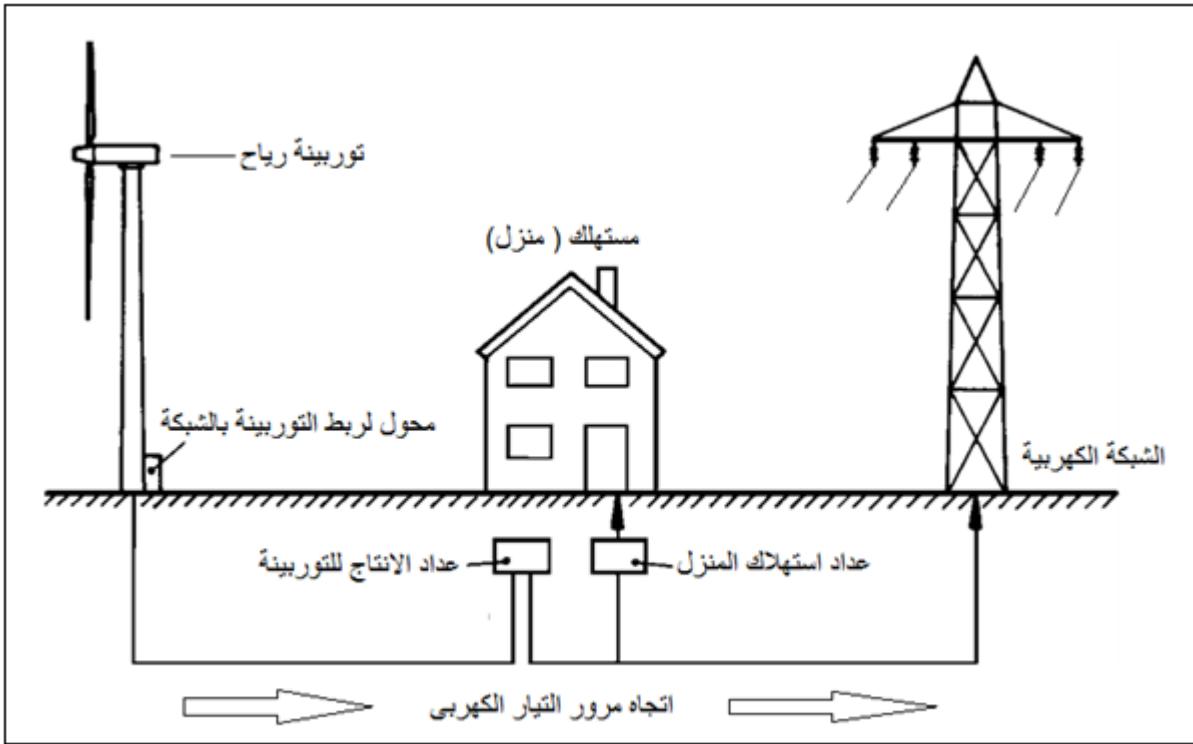 توربينة رياح
مستهلك ( منزل)
محول لربط التوربينة بالشبكة
الشبكة الكهربية
عداد الانتاج للتوربينة
عداد استهلاك المنزل
اتجاه مرور التيار الكهربى